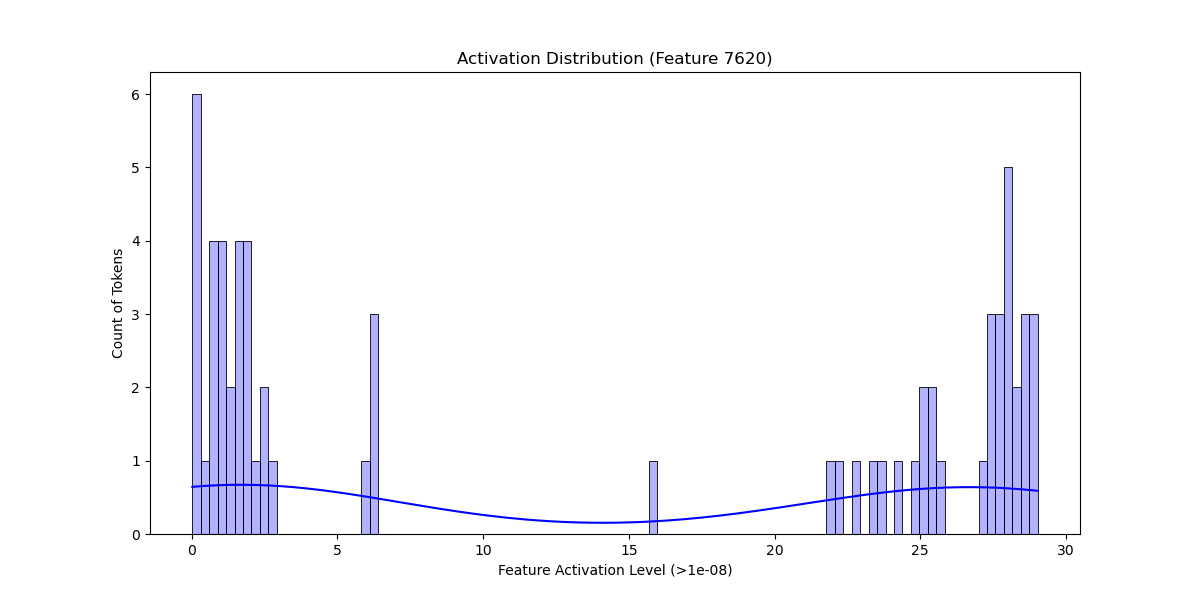 Activation Distribution (Feature 7620)
6
5
4
3
2
1
0
Count of Tokens
0 5 10 15 20 25 30
Feature Activation Level (>1e-08)